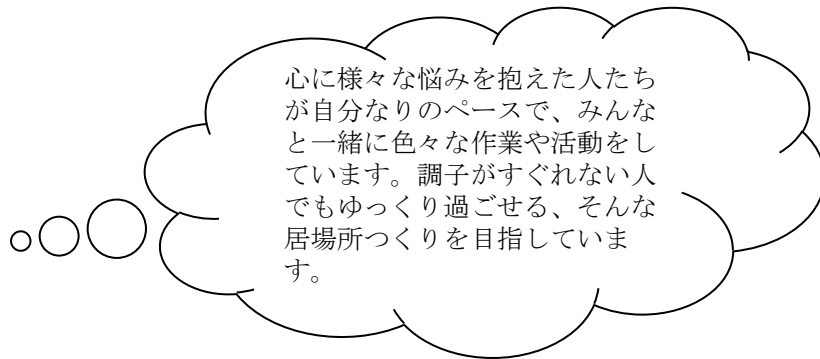 心に様々な悩みを抱えた人たち
が自分なりのペースで、みんな
と一緒に色々な作業や活動をし
ています。調子がすぐれない人
でもゆっくり過ごせる、そんな
居場所つくりを目指していま
す。